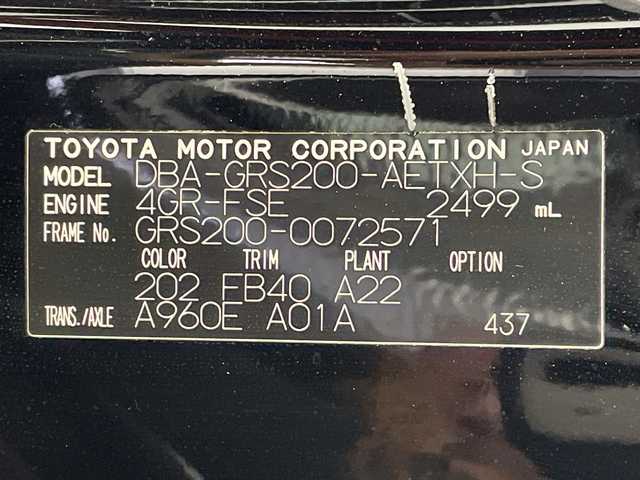 TOYOTA MOTOR CORPORATION JAPAN
MODEL DBA-GRS200-AETXH-S
ENGINE 4GR-FSE 2499 mL
FRAME No. GRS200-0072571
COLOR TRIM PLANT OPTION
202 FB40 A22
TRANS./AXLE A960E A01A 437